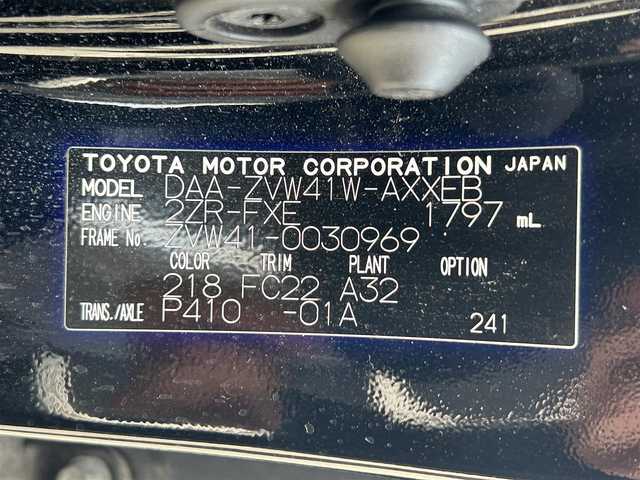 TOYOTA MOTOR CORPORATION JAPAN
MODEL DAA-ZVW41W-AXXEB
ENGINE 2ZR-FXE 1797 mL
FRAME No. ZVW41-0030969
COLOR TRIM PLANT OPTION
218 FC22 A32
TRANS./AXLE P410 -01A 241